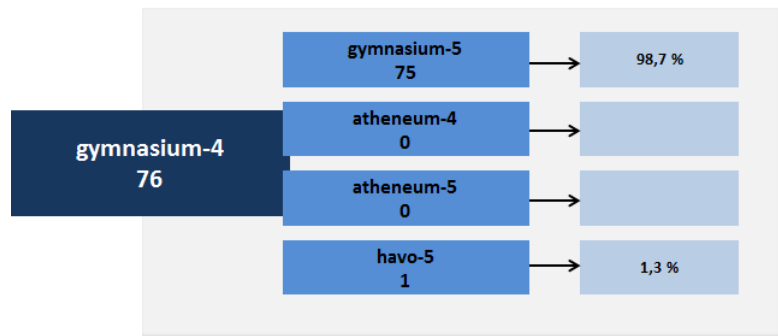 gymnasium-4
76
gymnasium-5
75
98,7 %
atheneum-4
0
atheneum-5
0
havo-5
1
1,3 %